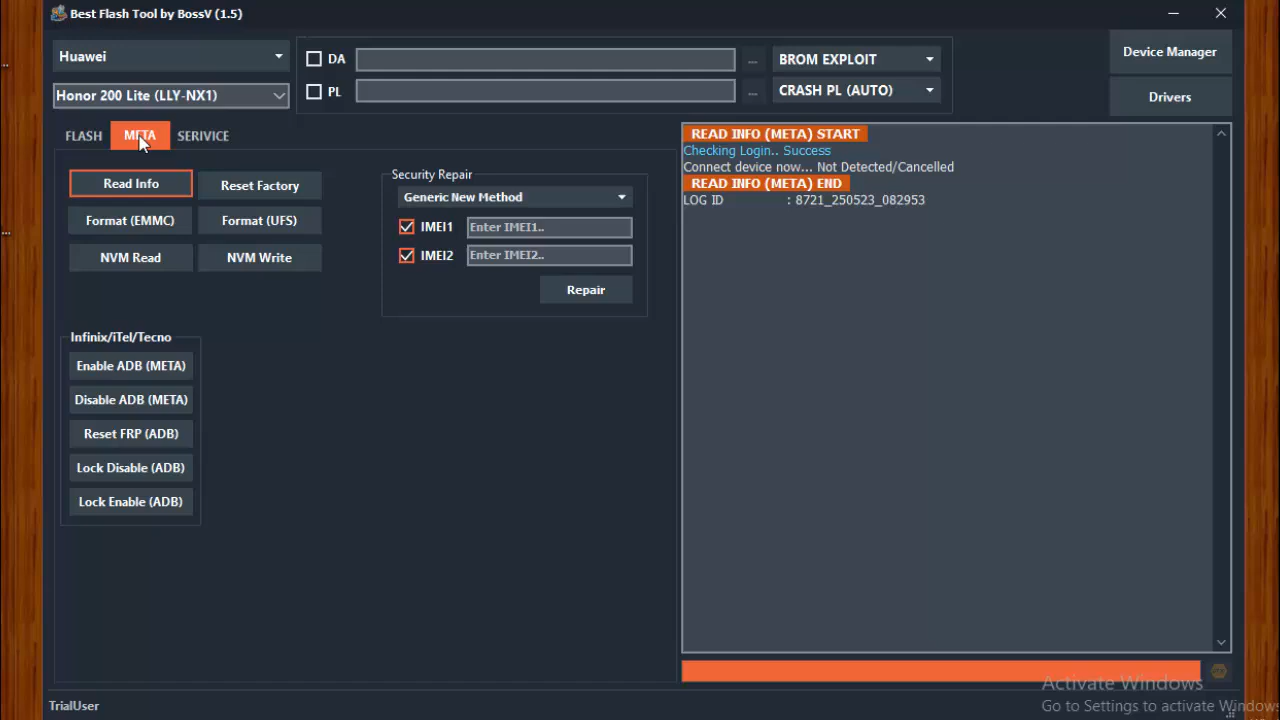 Best Flash Tool by BossV (1.5)
Huawei
Honor 200 Lite (LLY-NX1)
DA
...
BROM EXPLOIT
PL
...
CRASH PL (AUTO)
Device Manager
Drivers
FLASH
META
SERIVICE
Read Info
Reset Factory
Format (EMMC)
Format (UFS)
NVM Read
NVM Write
Security Repair
Generic New Method
IMEI1
Enter IMEI1..
IMEI2
Enter IMEI2..
Repair
Infinix/iTel/Tecno
Enable ADB (META)
Disable ADB (META)
Reset FRP (ADB)
Lock Disable (ADB)
Lock Enable (ADB)
READ INFO (META) START
Checking Login.. Success
Connect device now... Not Detected/Cancelled
READ INFO (META) END
LOG ID : 8721_250523_082953
Activate Windows
Go to Settings to activate Windows
TrialUser